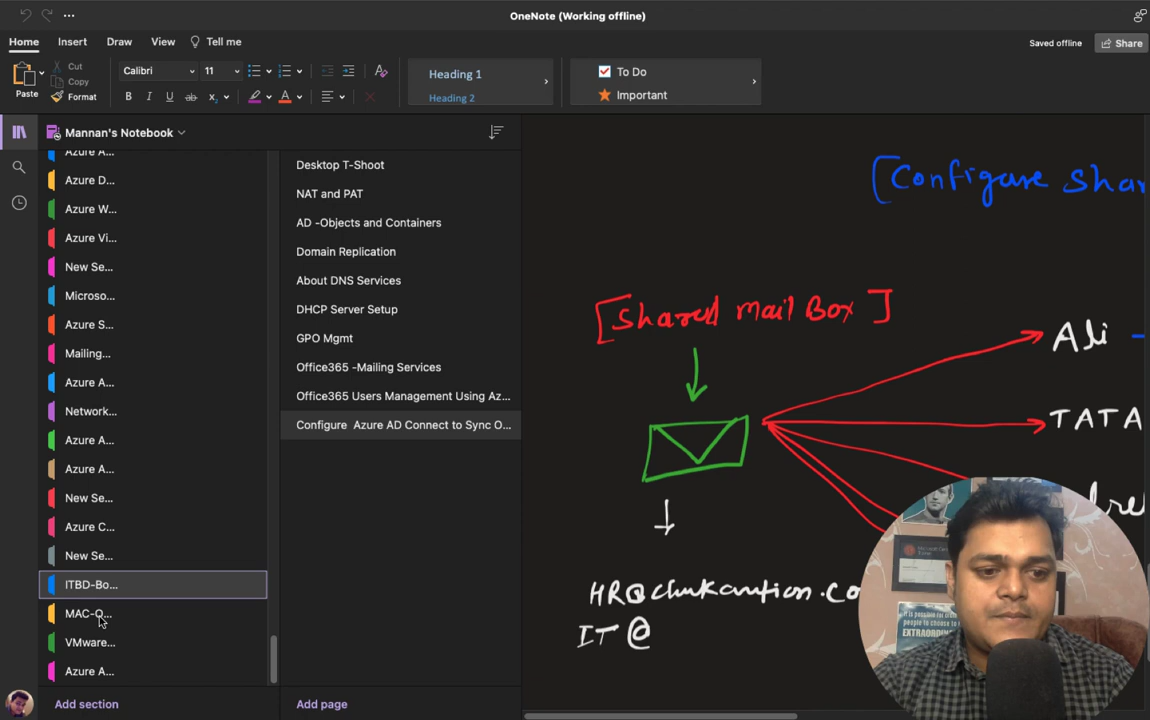 OneNote (Working offline)
Home Insert Draw View Tell me
Saved offline Share
Paste
Cut
Copy
Format
Calibri 11
B I U ab X₂ A
Heading 1
Heading 2
To Do
Important
Mannan's Notebook
Azure A...
Azure D...
Azure W...
Azure Vi...
New Se...
Microso...
Azure S...
Mailing...
Azure A...
Network...
Azure A...
Azure A...
New Se...
Azure C...
New Se...
ITBD-Bo...
MAC-O...
VMware...
Azure A...
Add section
Desktop T-Shoot
NAT and PAT
AD -Objects and Containers
Domain Replication
About DNS Services
DHCP Server Setup
GPO Mgmt
Office365 -Mailing Services
Office365 Users Management Using Az...
Configure Azure AD Connect to Sync O...
Add page
[Configure Shar
[Shared mail Box]
Ali
TATA
IT @
EXTRAORDIN